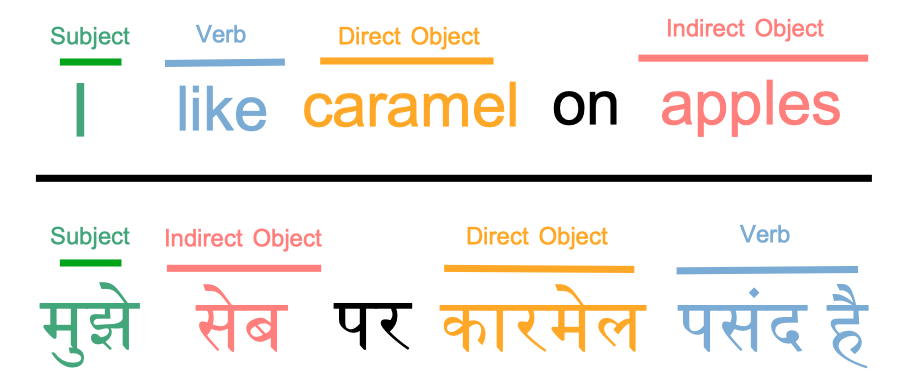 Subject Verb Direct Object Indirect Object
I like caramel on apples
Subject Indirect Object Direct Object Verb
मुझे सेब पर कारमेल पसंद है